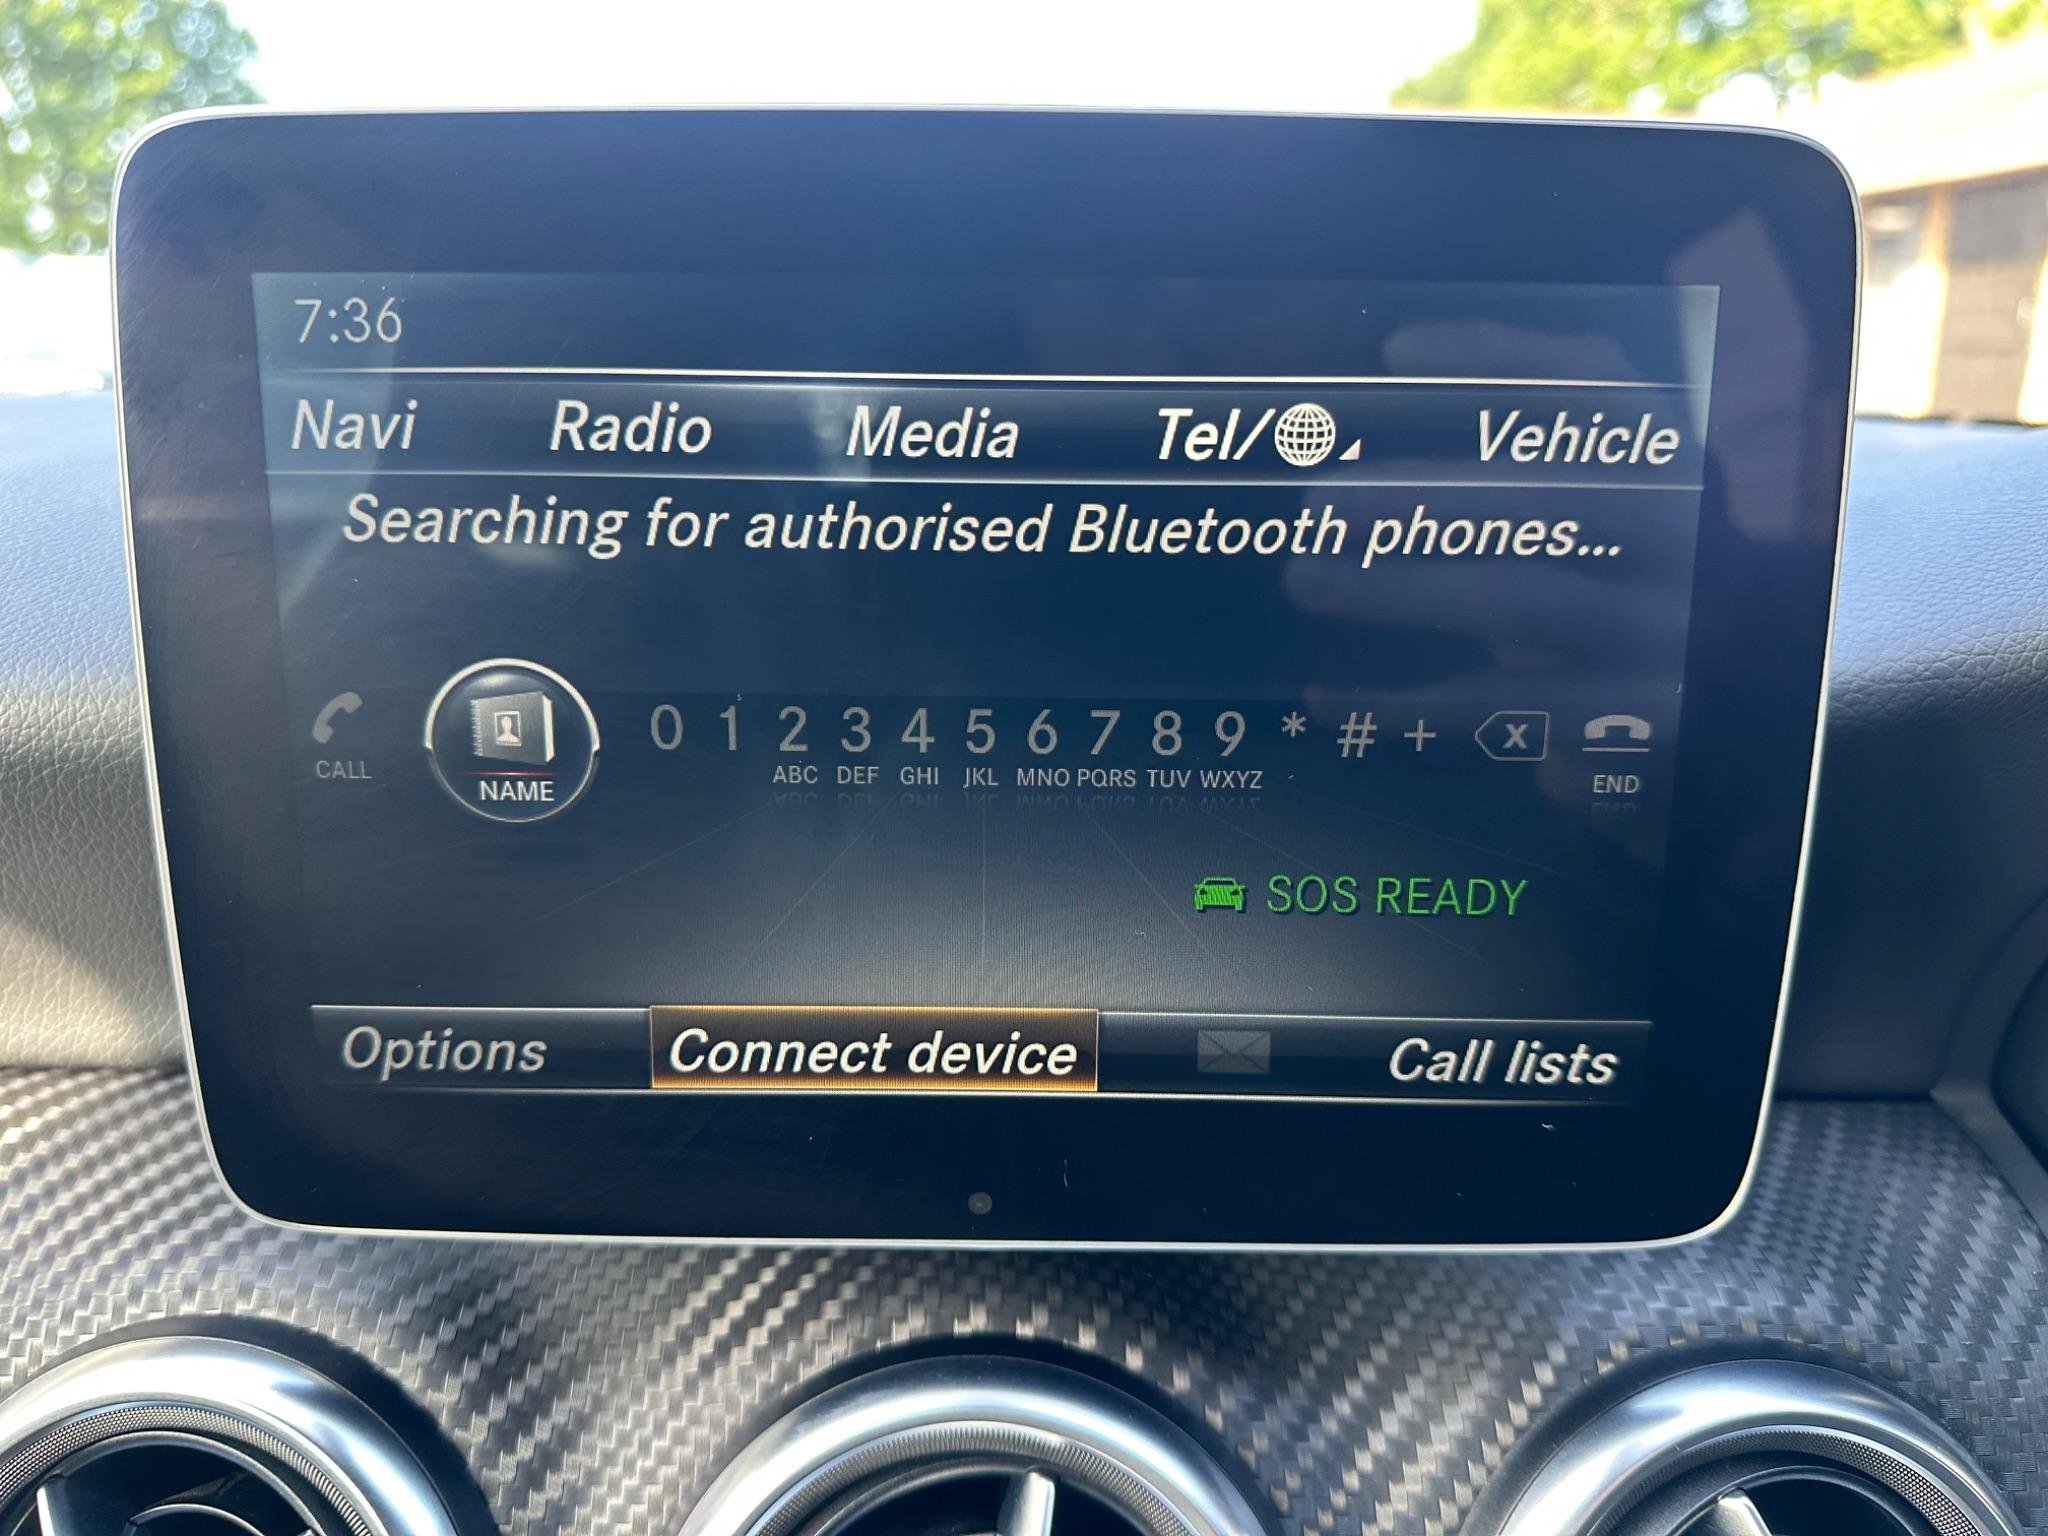 7:36
Navi Radio Media Tel/ Vehicle
Searching for authorised Bluetooth phones...
0 1 2 3 4 5 6 7 8 9 * # + X
CALL NAME ABC DEF GHI JKL MNO PQRS TUV WXYZ END
SOS READY
Options Connect device Call lists